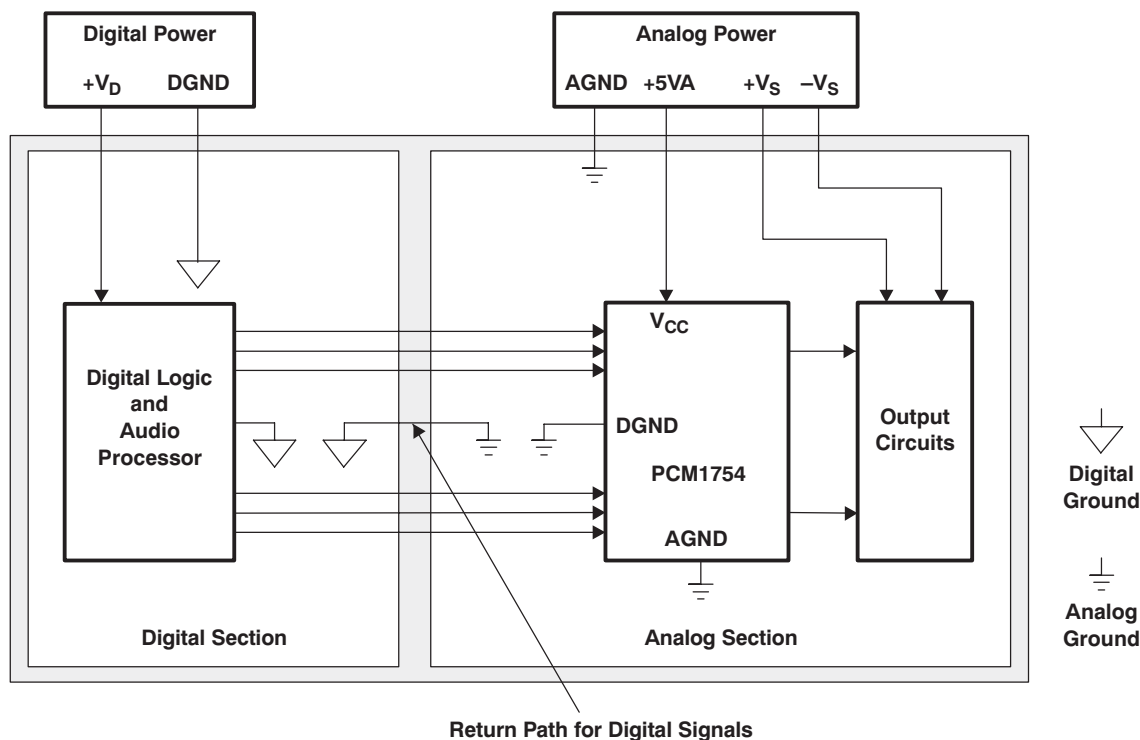 Digital Power
+VD DGND
Analog Power
AGND +5VA +VS –VS
Digital Logic
and
Audio
Processor
VCC
DGND
PCM1754
AGND
Output
Circuits
Digital
Ground
Analog
Ground
Digital Section
Analog Section
Return Path for Digital Signals